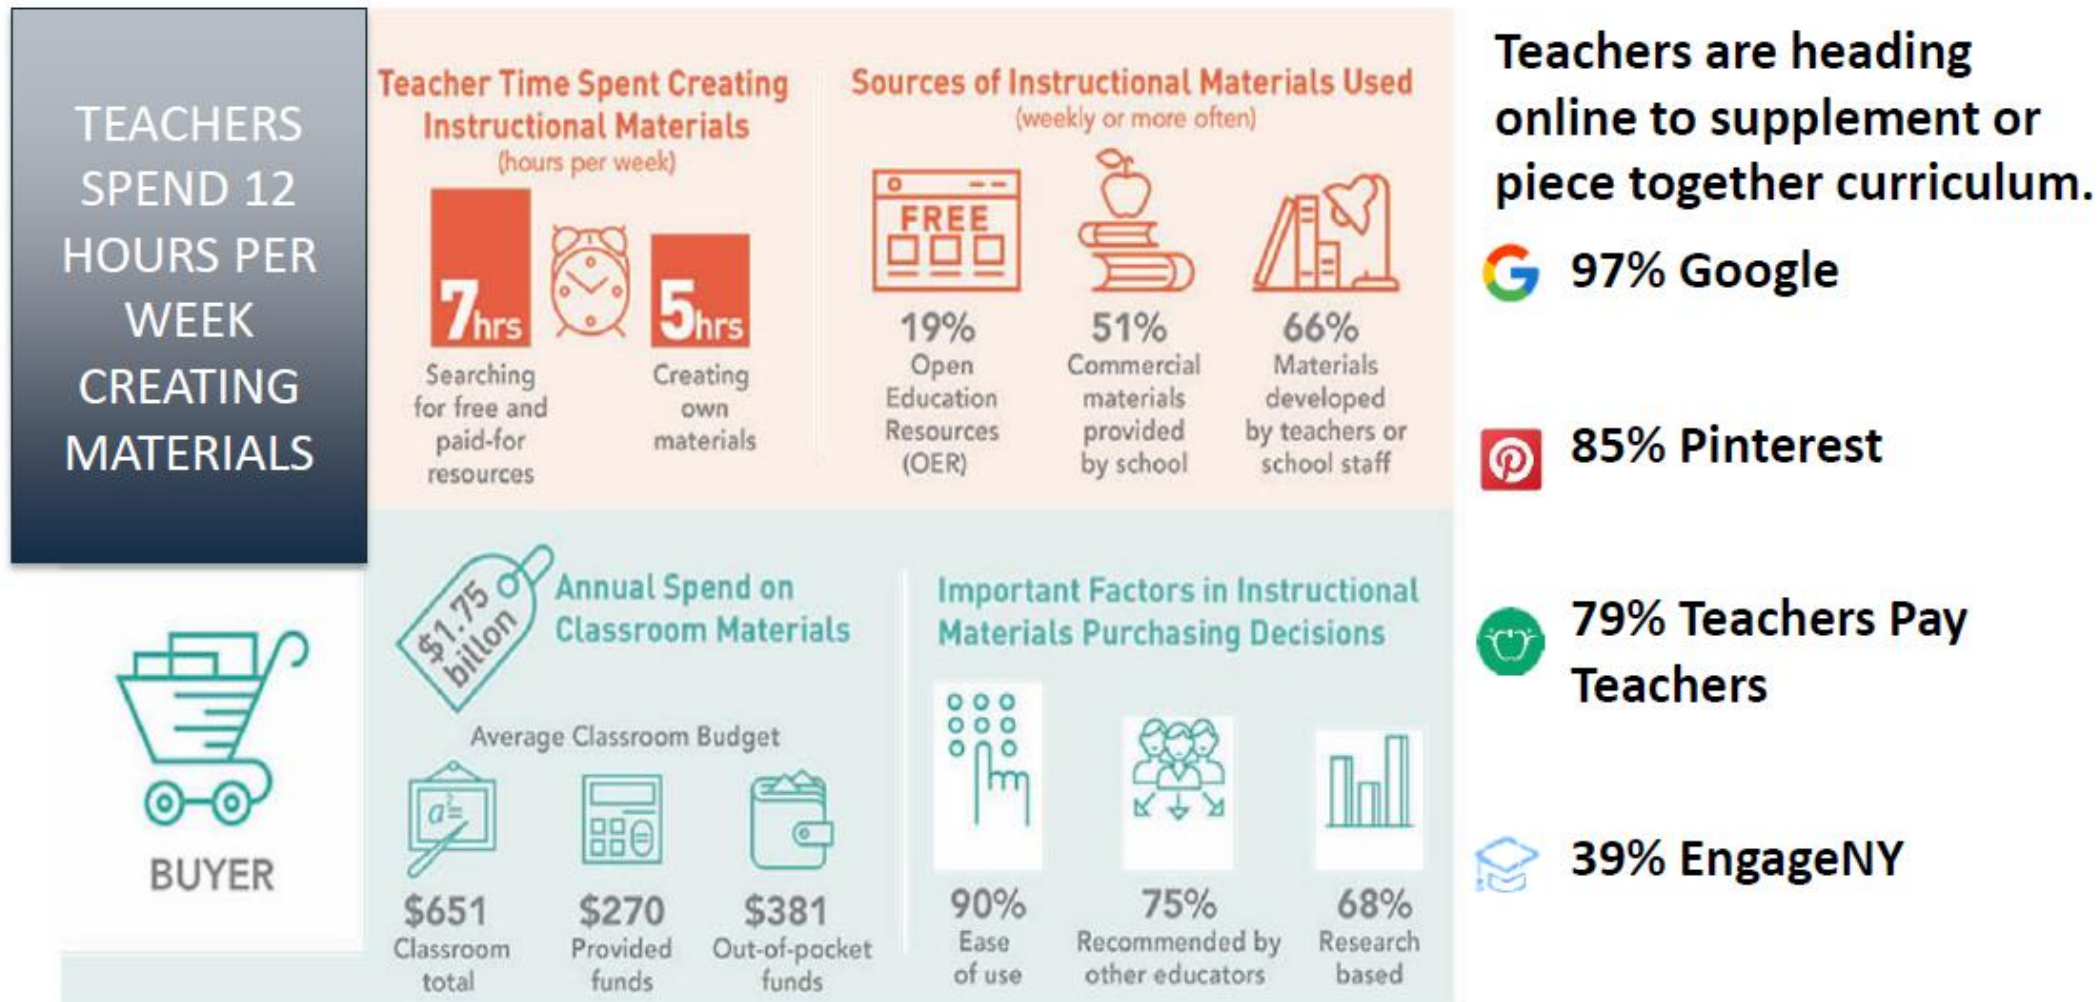 TEACHERS
SPEND 12
HOURS PER
WEEK
CREATING
MATERIALS
Teacher Time Spent Creating
Instructional Materials
(hours per week)
7hrs
Searching
for free and
paid-for
resources
5hrs
Creating
own
materials
Sources of Instructional Materials Used
(weekly or more often)
FREE
19%
Open
Education
Resources
(OER)
51%
Commercial
materials
provided
by school
66%
Materials
developed
by teachers or
school staff
BUYER
$1.75
billon
Annual Spend on
Classroom Materials
Average Classroom Budget
a²=
$651
Classroom
total
$270
Provided
funds
$381
Out-of-pocket
funds
Important Factors in Instructional
Materials Purchasing Decisions
90%
Ease
of use
75%
Recommended by
other educators
68%
Research
based
Teachers are heading
online to supplement or
piece together curriculum.
97% Google
85% Pinterest
79% Teachers Pay
Teachers
39% EngageNY